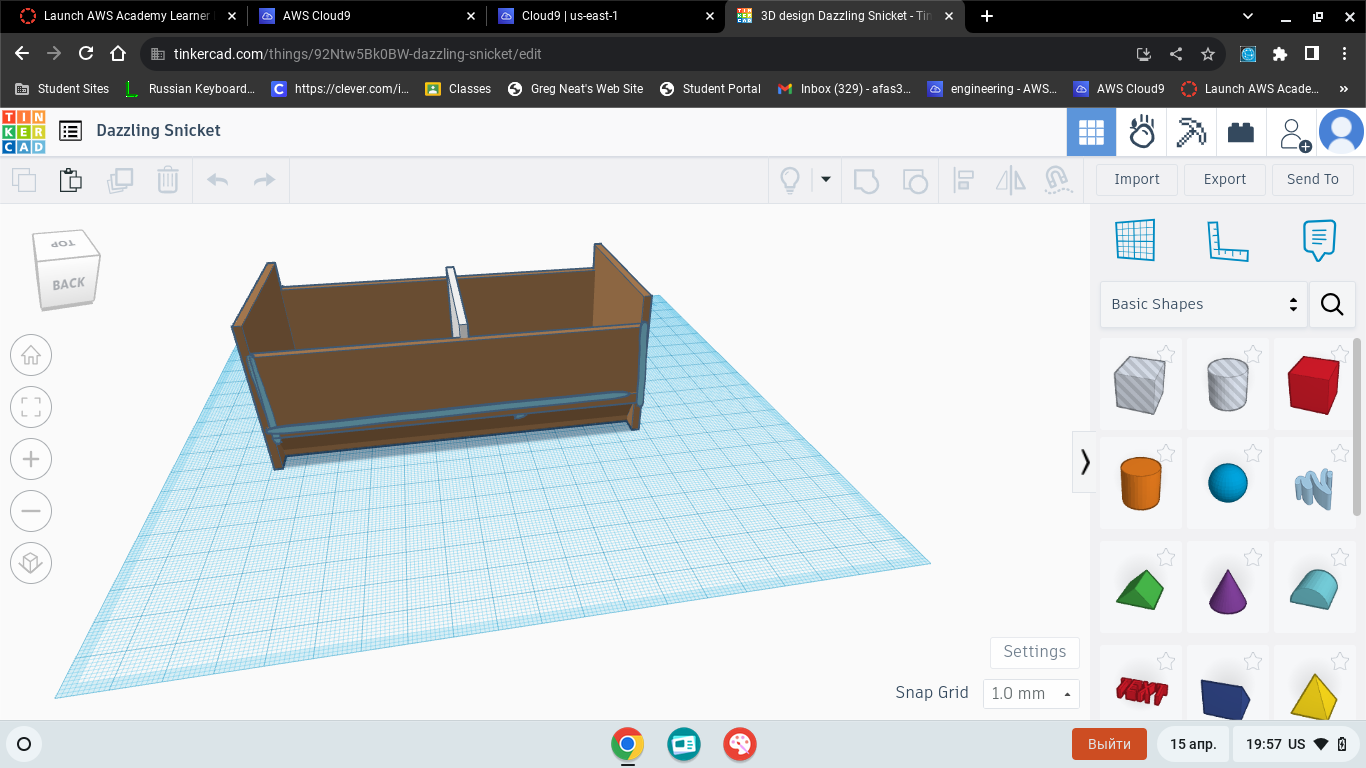 Launch AWS Academy Learner
AWS Cloud9
Cloud9 | us-east-1
3D design Dazzling Snicket - Tin
tinkercad.com/things/92Ntw5Bk0BW-dazzling-snicket/edit
Student Sites
Russian Keyboard...
https://clever.com/i...
Classes
Greg Neat's Web Site
Student Portal
Inbox (329) - afas3...
engineering - AWS...
AWS Cloud9
Launch AWS Acade...
»
TIN
KER
CAD
Dazzling Snicket
Import
Export
Send To
TOP
BACK
Basic Shapes
TEXT
Settings
Snap Grid
1.0 mm
Выйти
15 апр.
19:57 US